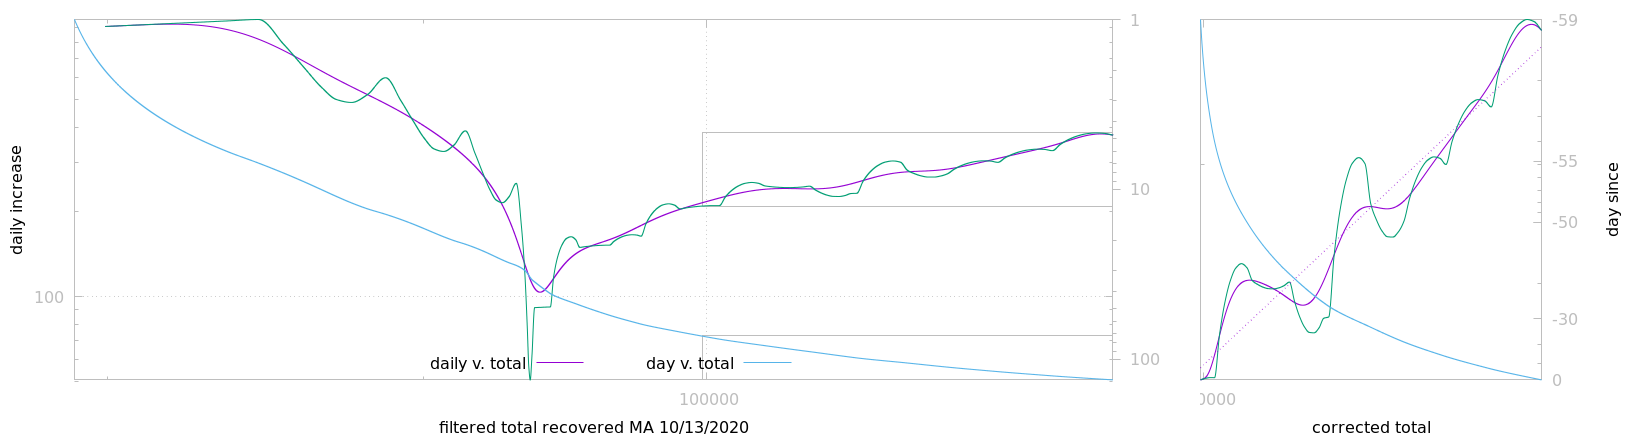 daily increase
100
daily v. total
day v. total
100000
filtered total recovered MA 10/13/2020
1
10
100
0000
corrected total
-59
-55
-50
-30
0
day since